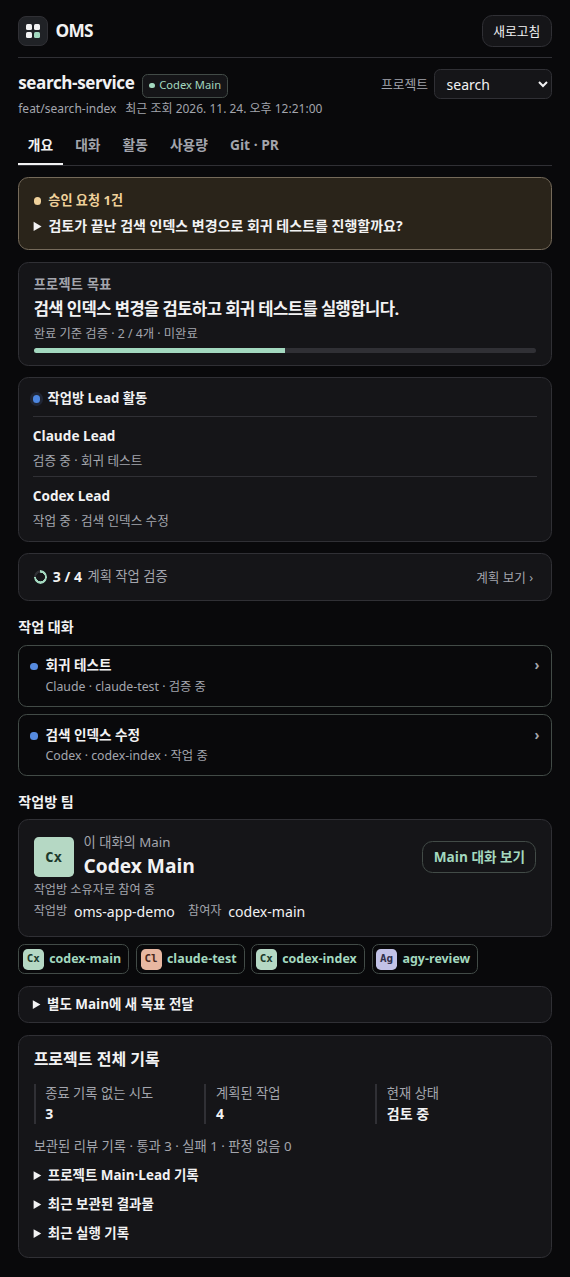 OMS
새로고침
search-service
Codex Main
프로젝트
search
feat/search-index 최근 조회 2026. 11. 24. 오후 12:21:00
개요
대화
활동
사용량
Git · PR
승인 요청 1건
▶ 검토가 끝난 검색 인덱스 변경으로 회귀 테스트를 진행할까요?
프로젝트 목표
검색 인덱스 변경을 검토하고 회귀 테스트를 실행합니다.
완료 기준 검증 · 2 / 4개 · 미완료
작업방 Lead 활동
Claude Lead
검증 중 · 회귀 테스트
Codex Lead
작업 중 · 검색 인덱스 수정
3 / 4 계획 작업 검증
계획 보기 ›
작업 대화
회귀 테스트 ›
Claude · claude-test · 검증 중
검색 인덱스 수정 ›
Codex · codex-index · 작업 중
작업방 팀
Cx
이 대화의 Main
Codex Main
Main 대화 보기
작업방 소유자로 참여 중
작업방 oms-app-demo 참여자 codex-main
Cx codex-main
Cl claude-test
Cx codex-index
Ag agy-review
▶ 별도 Main에 새 목표 전달
프로젝트 전체 기록
종료 기록 없는 시도
3
계획된 작업
4
현재 상태
검토 중
보관된 리뷰 기록 · 통과 3 · 실패 1 · 판정 없음 0
▶ 프로젝트 Main·Lead 기록
▶ 최근 보관된 결과물
▶ 최근 실행 기록